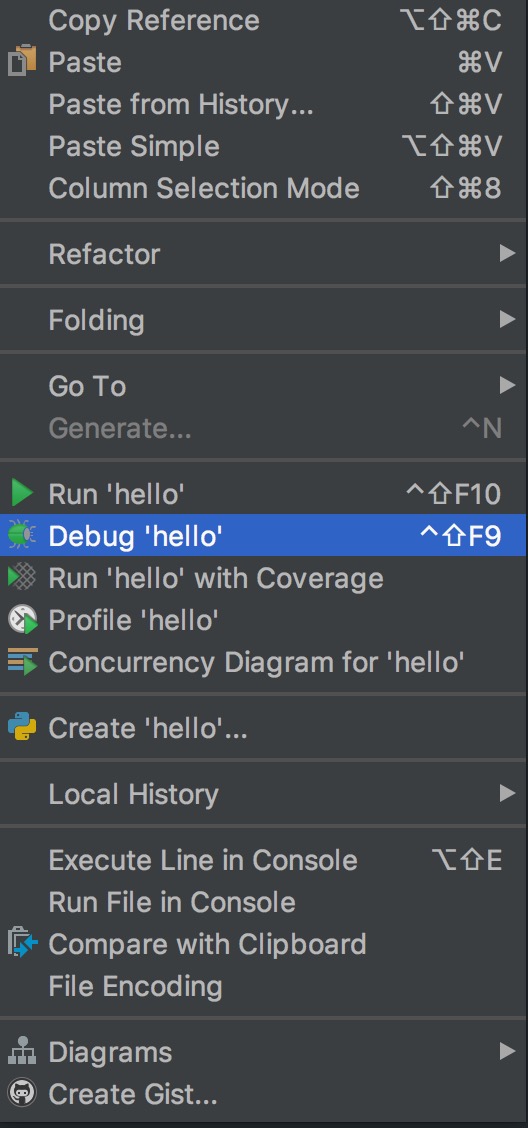 Copy Reference ⌥⇧⌘C
Paste ⌘V
Paste from History... ⇧⌘V
Paste Simple ⌥⇧⌘V
Column Selection Mode ⇧⌘8
Refactor
Folding
Go To
Generate... ^N
Run 'hello' ^⇧F10
Debug 'hello' ^⇧F9
Run 'hello' with Coverage
Profile 'hello'
Concurrency Diagram for 'hello'
Create 'hello'...
Local History
Execute Line in Console ⌥⇧E
Run File in Console
Compare with Clipboard
File Encoding
Diagrams
Create Gist...